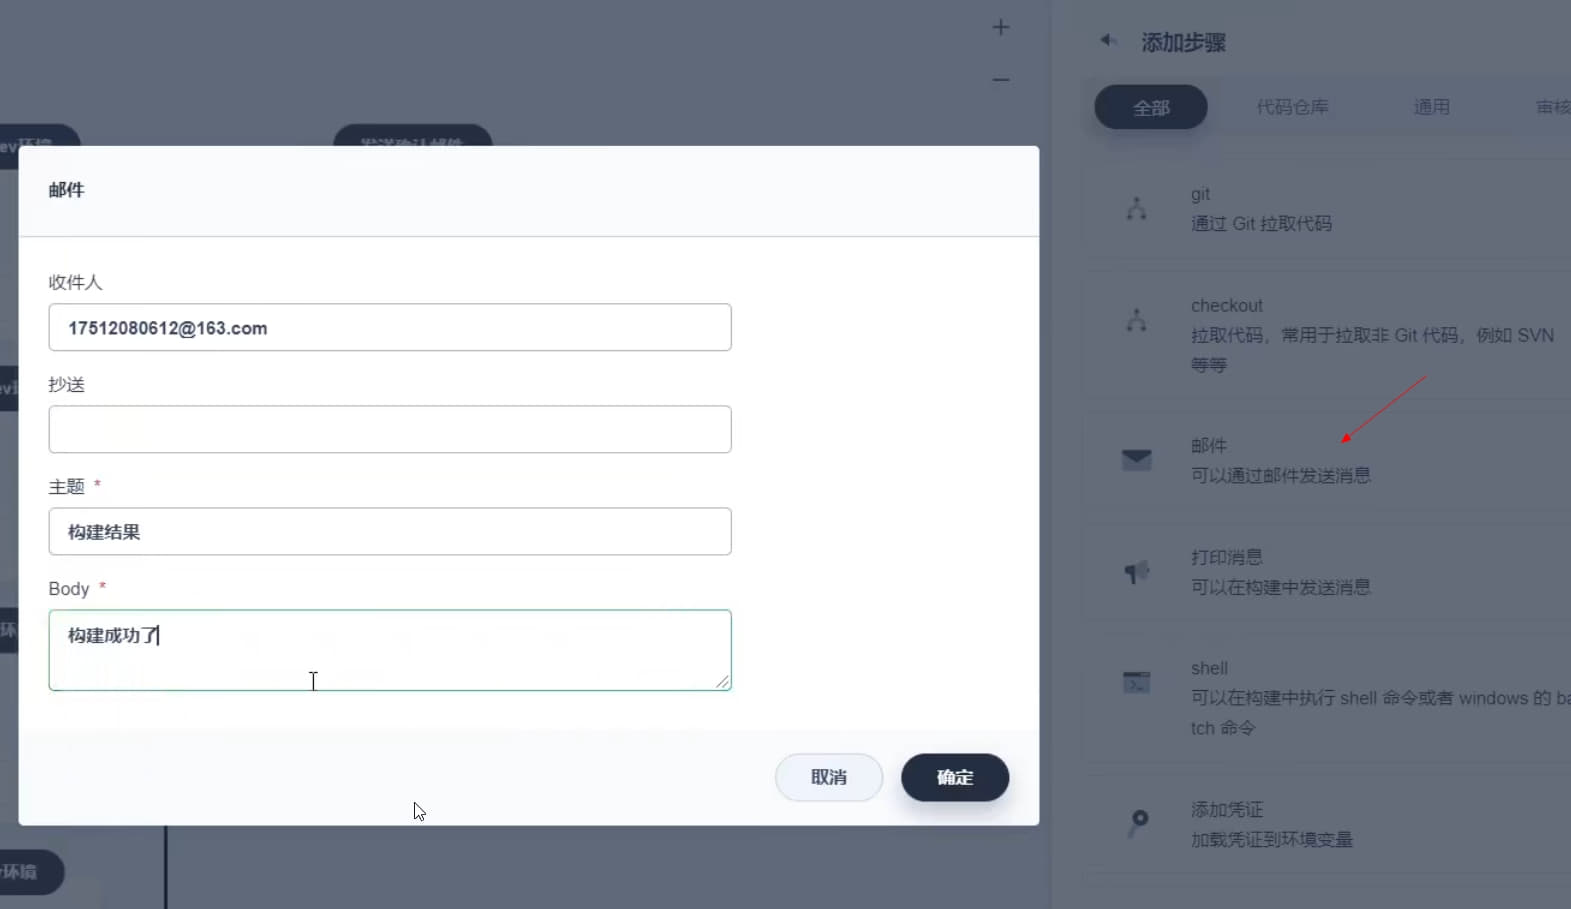 ev环境
发送确认邮件
邮件
收件人
17512080612@163.com
抄送
主题 *
构建结果
Body *
构建成功了
取消
确定
环
环境
添加步骤
全部
代码仓库
通用
审核
git
通过 Git 拉取代码
checkout
拉取代码，常用于拉取非 Git 代码，例如 SVN
等等
邮件
可以通过邮件发送消息
打印消息
可以在构建中发送消息
shell
可以在构建中执行 shell 命令或者 windows 的 ba
tch 命令
添加凭证
加载凭证到环境变量